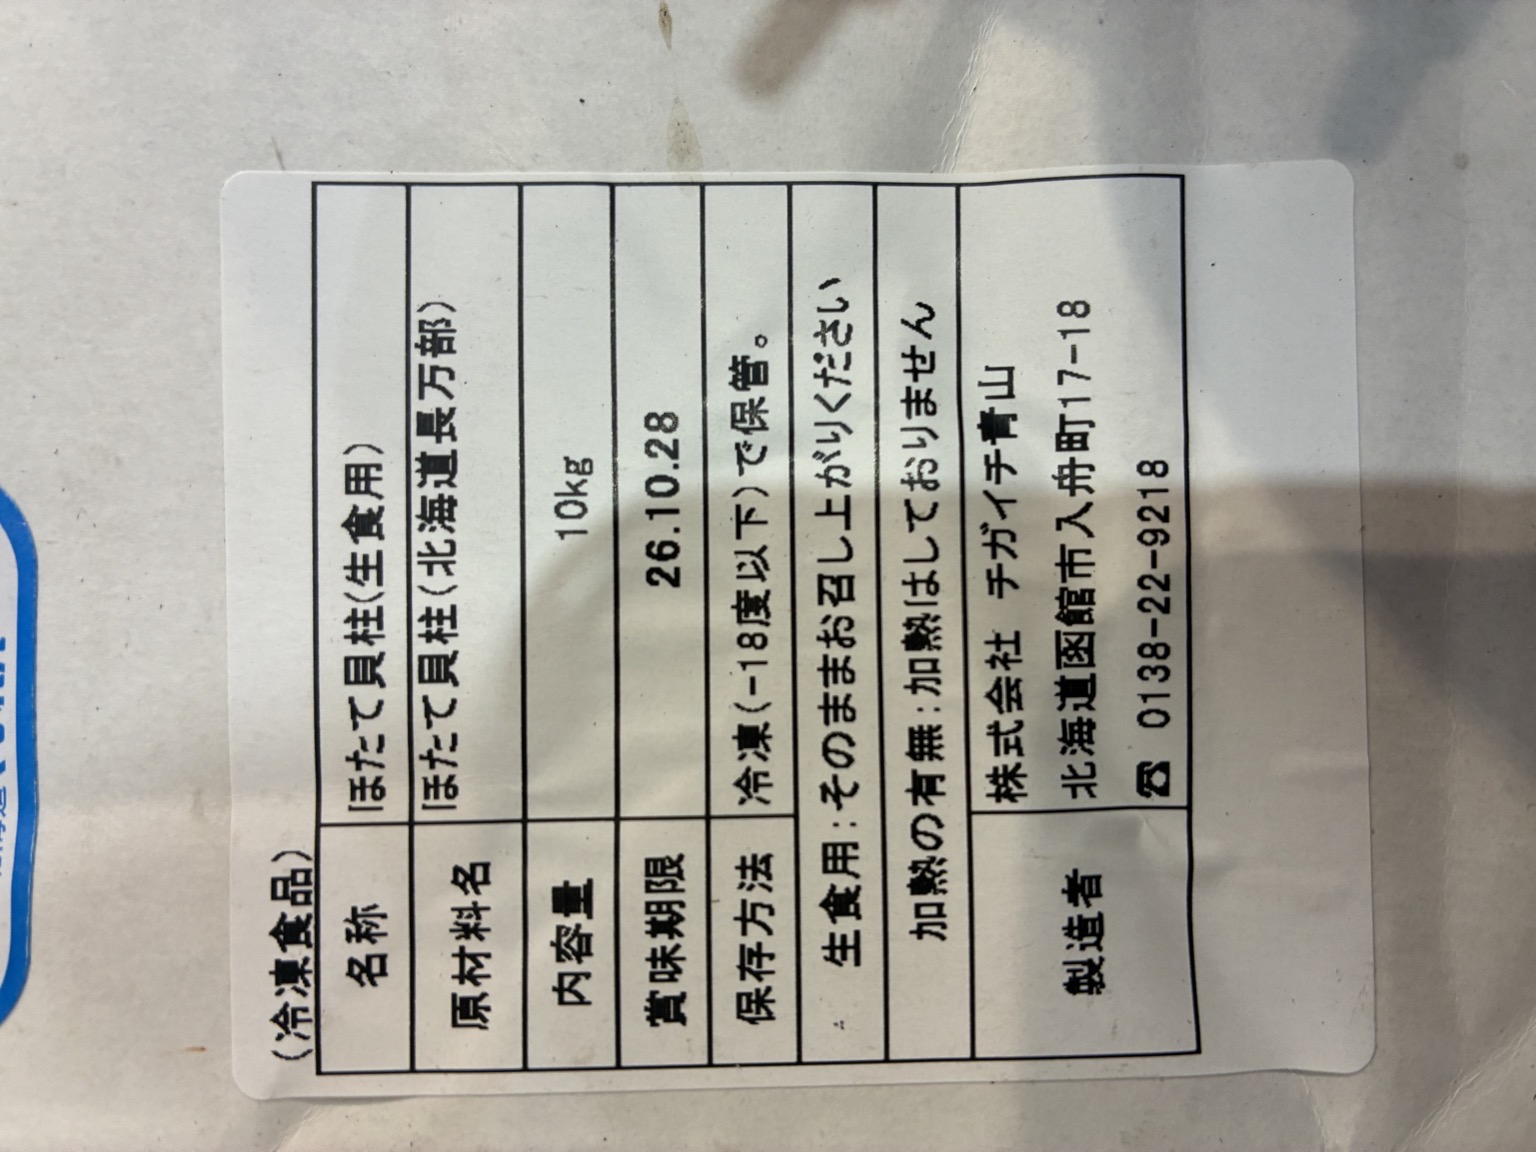 (冷凍食品)
名称 ほたて貝柱(生食用)
原材料名 ほたて貝柱(北海道長万部)
内容量 10kg
賞味期限 26.10.28
保存方法 冷凍(-18度以下)で保管。
生食用:そのままお召し上がりください
加熱の有無:加熱はしておりません
製造者 株式会社 チガイチ青山
北海道函館市入舟町17-18
☎ 0138-22-9218